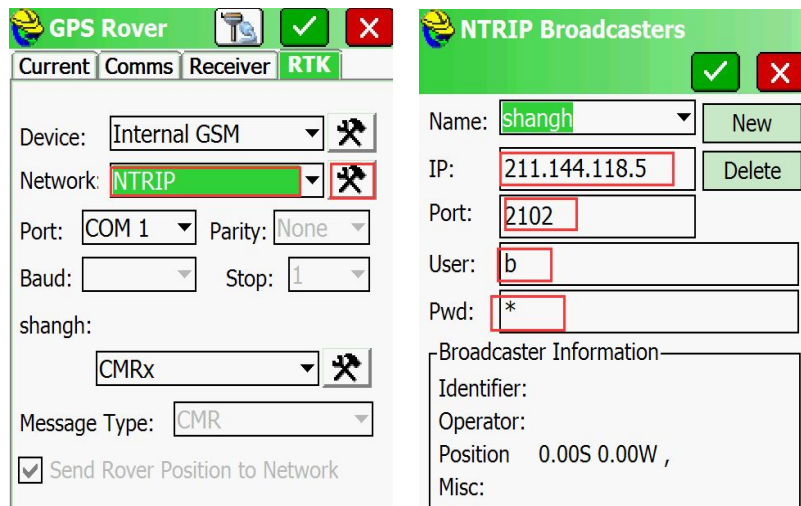 GPS Rover
Current Comms Receiver RTK
Device: Internal GSM
Network: NTRIP
Port: COM 1 Parity: None
Baud: Stop: 1
shangh:
CMRx
Message Type: CMR
Send Rover Position to Network
NTRIP Broadcasters
Name: shangh New
IP: 211.144.118.5 Delete
Port: 2102
User: b
Pwd: *
Broadcaster Information
Identifier:
Operator:
Position 0.00S 0.00W ,
Misc: